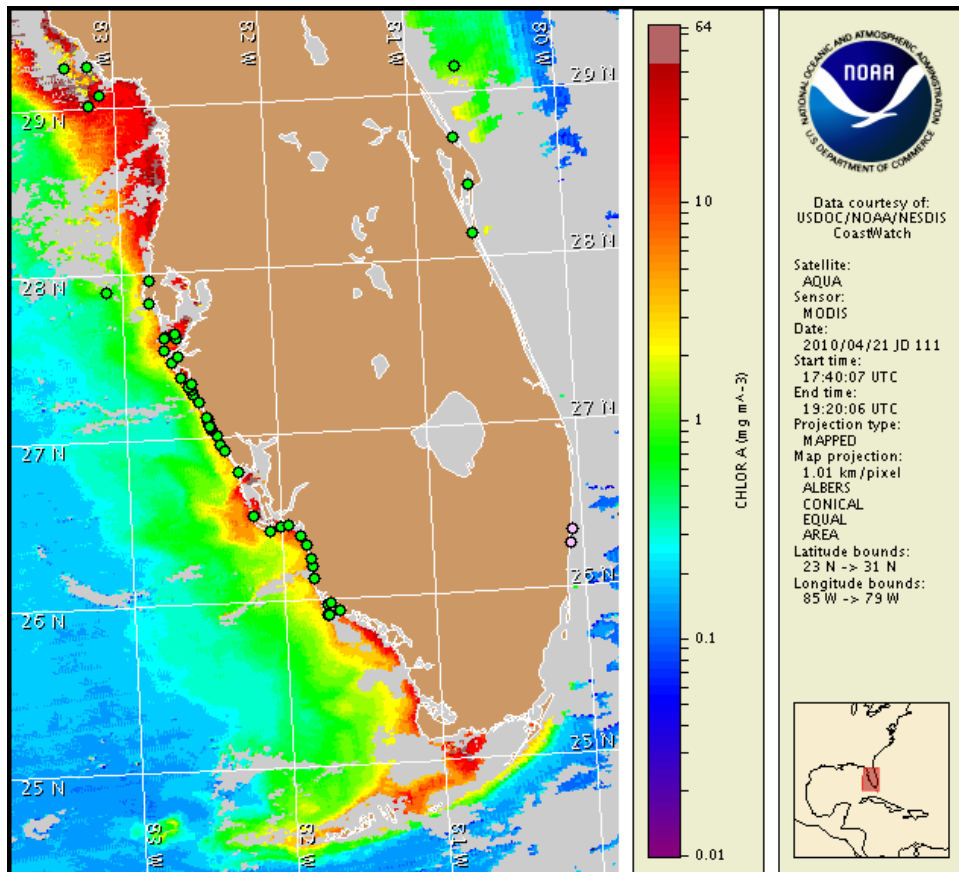 83 W
82 W
81 W
80 W
29 N
29 N
28 N
28 N
27 N
27 N
26 N
26 N
25 N
25 N
83 W
82 W
81 W
64
10
1
0.1
0.01
CHLOR A (mg m^-3)
NATIONAL OCEANIC AND ATMOSPHERIC ADMINISTRATION
NOAA
U.S. DEPARTMENT OF COMMERCE
Data courtesy of:
USDOC/NOAA/NESDIS
CoastWatch
Satellite:
AQUA
Sensor:
MODIS
Date:
2010/04/21 JD 111
Start time:
17:40:07 UTC
End time:
19:20:06 UTC
Projection type:
MAPPED
Map projection:
1.01 km/pixel
ALBERS
CONICAL
EQUAL
AREA
Latitude bounds:
23 N -> 31 N
Longitude bounds:
85 W -> 79 W